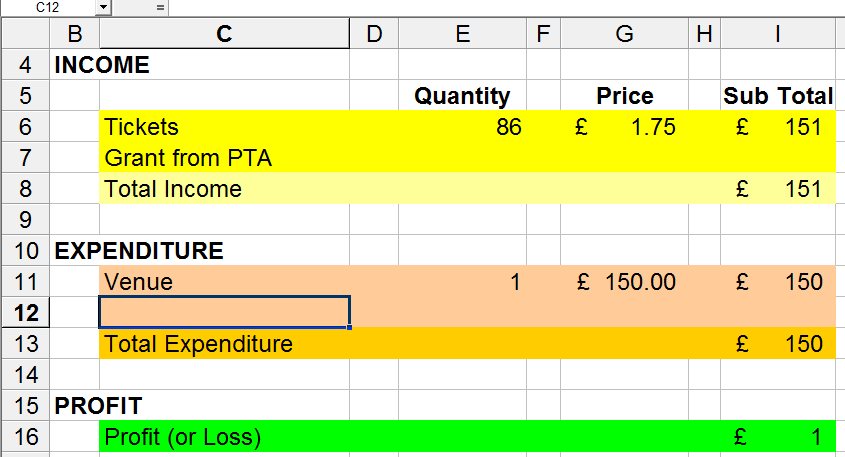 C12 =
B C D E F G H I
4 INCOME
5 Quantity Price Sub Total
6 Tickets 86 £ 1.75 £ 151
7 Grant from PTA
8 Total Income £ 151
9
10 EXPENDITURE
11 Venue 1 £ 150.00 £ 150
12
13 Total Expenditure £ 150
14
15 PROFIT
16 Profit (or Loss) £ 1